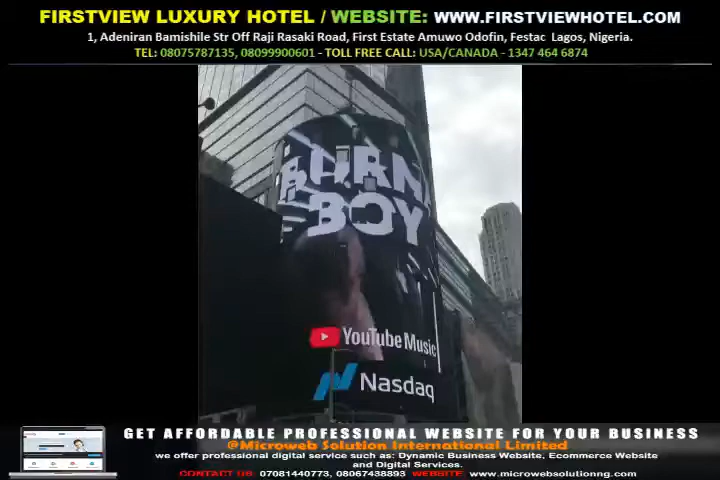 FIRSTVIEW LUXURY HOTEL / WEBSITE: WWW.FIRSTVIEWHOTEL.COM
1, Adeniran Bamishile Str Off Raji Rasaki Road, First Estate Amuwo Odofin, Festac Lagos, Nigeria.
TEL: 08075787135, 08099900601 - TOLL FREE CALL: USA/CANADA - 1347 464 6874
BURNA
BOY
YouTube Music
Nasdaq
GET AFFORDABLE PROFESSIONAL WEBSITE FOR YOUR BUSINESS
@Microweb Solution International Limited
we offer professional digital service such as: Dynamic Business Website, Ecommerce Website
and Digital Services.
CONTACT US: 07081440773, 08067438893 WEBSITE: www.microwebsolutionng.com